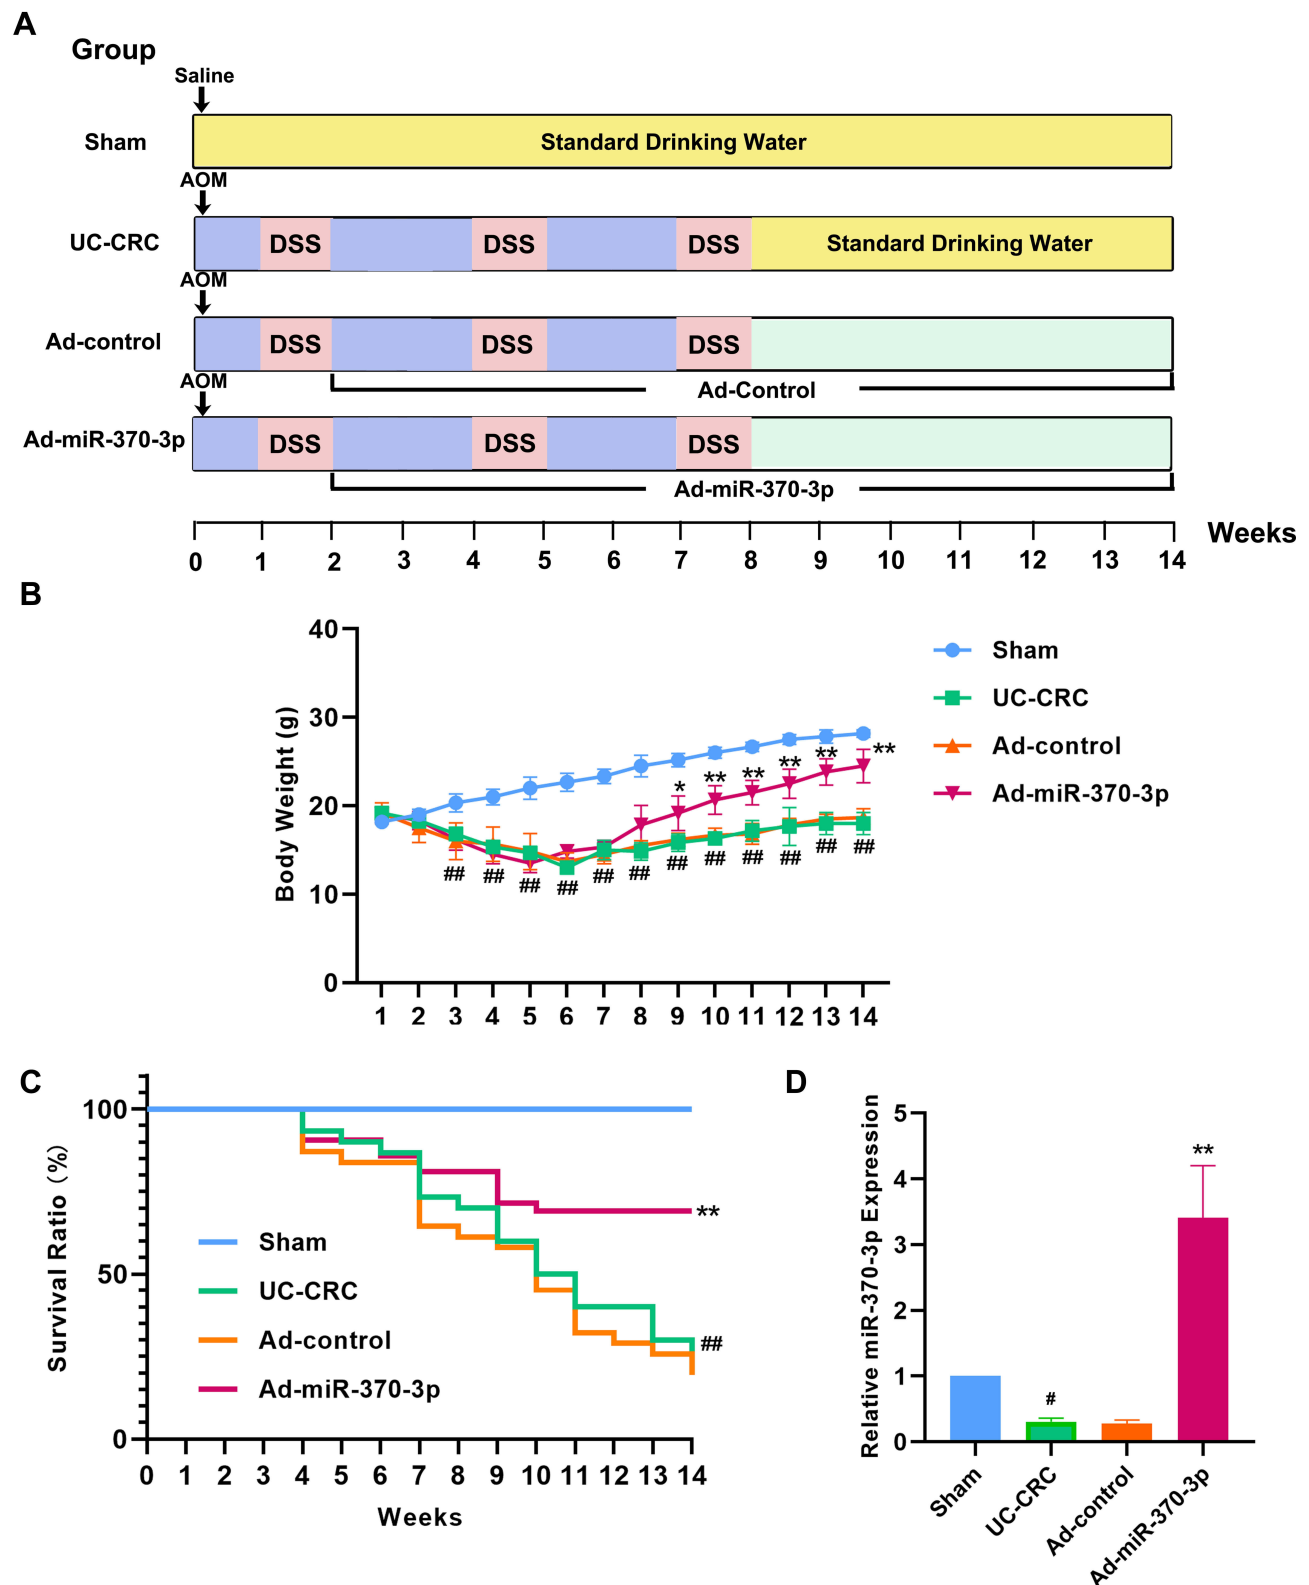 A
Group
Saline
Sham
Standard Drinking Water
AOM
UC-CRC
DSS
DSS
DSS
Standard Drinking Water
AOM
Ad-control
DSS
DSS
DSS
Ad-Control
AOM
Ad-miR-370-3p
DSS
DSS
DSS
Ad-miR-370-3p
0 1 2 3 4 5 6 7 8 9 10 11 12 13 14
Weeks
B
Body Weight (g)
40
30
20
10
0
* ** ** ** ** **
## ## ## ## ## ## ## ## ## ## ## ##
1 2 3 4 5 6 7 8 9 10 11 12 13 14
Sham
UC-CRC
Ad-control
Ad-miR-370-3p
C
Survival Ratio (%)
100
50
0
Sham
UC-CRC
Ad-control
Ad-miR-370-3p
**
##
0 1 2 3 4 5 6 7 8 9 10 11 12 13 14
Weeks
D
Relative miR-370-3p Expression
5
4
3
2
1
0
#
**
Sham
UC-CRC
Ad-control
Ad-miR-370-3p